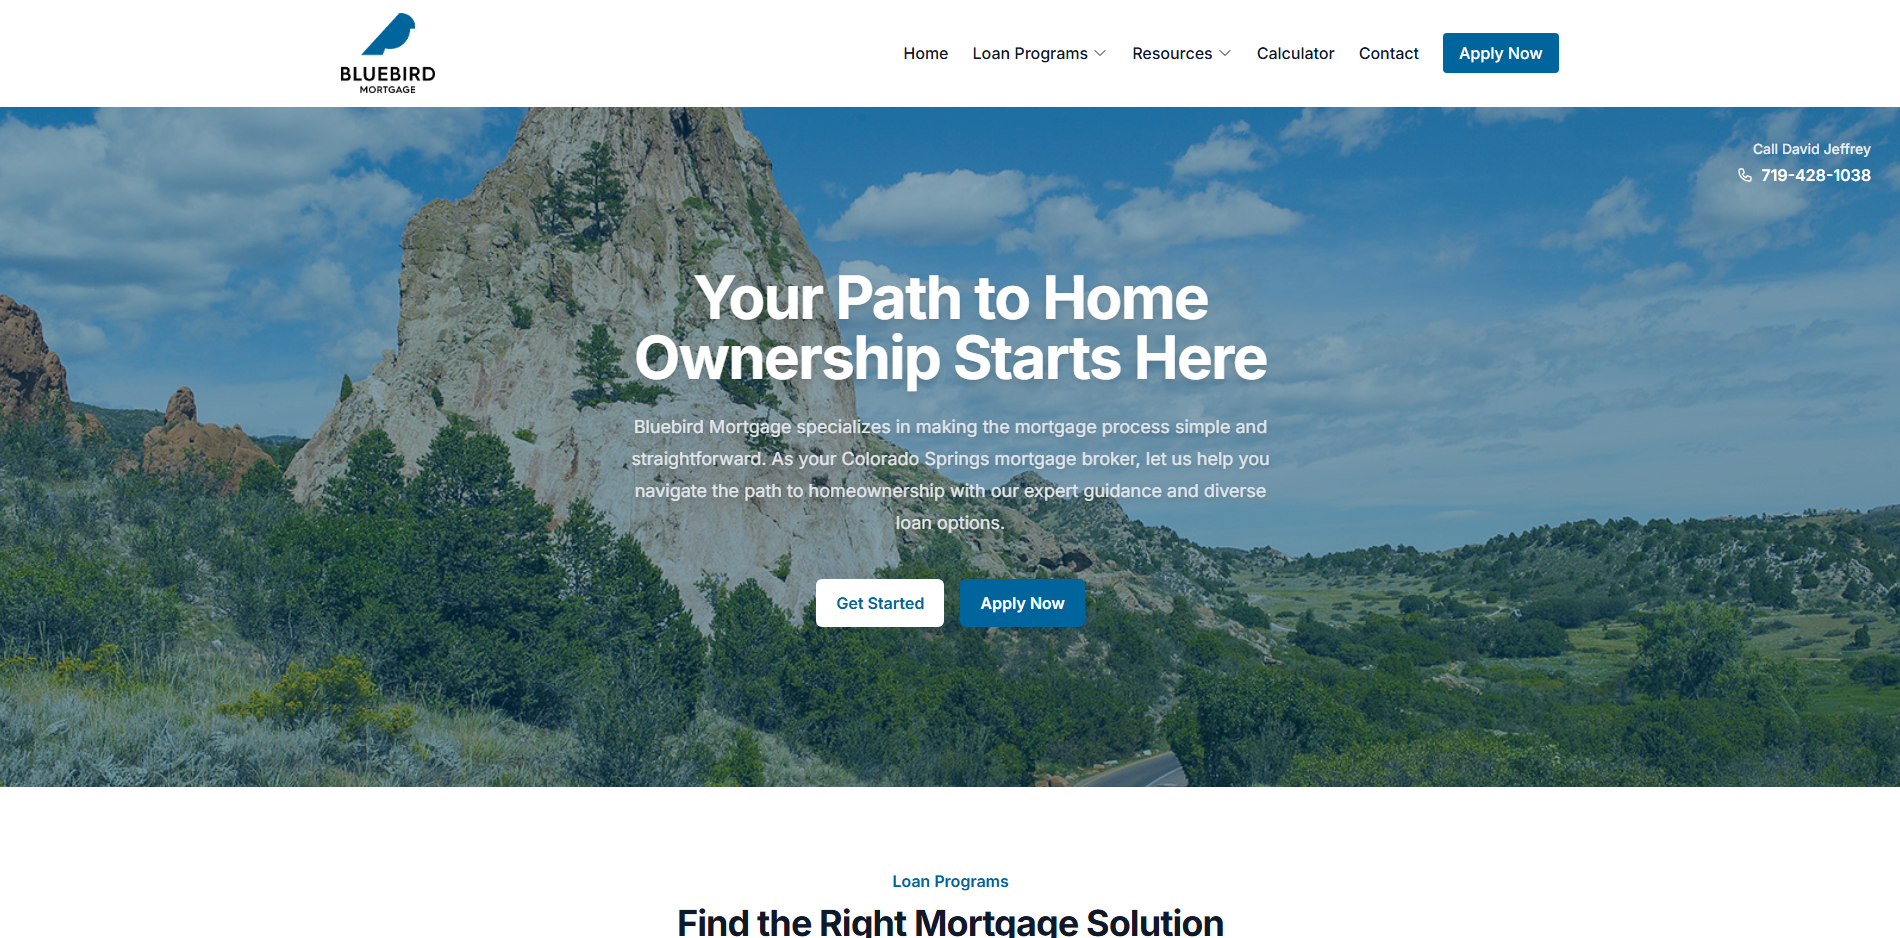 BLUEBIRD
MORTGAGE
Home
Loan Programs
Resources
Calculator
Contact
Apply Now
Call David Jeffrey
719-428-1038
Your Path to Home
Ownership Starts Here
Bluebird Mortgage specializes in making the mortgage process simple and
straightforward. As your Colorado Springs mortgage broker, let us help you
navigate the path to homeownership with our expert guidance and diverse
loan options.
Get Started
Apply Now
Loan Programs
Find the Right Mortgage Solution